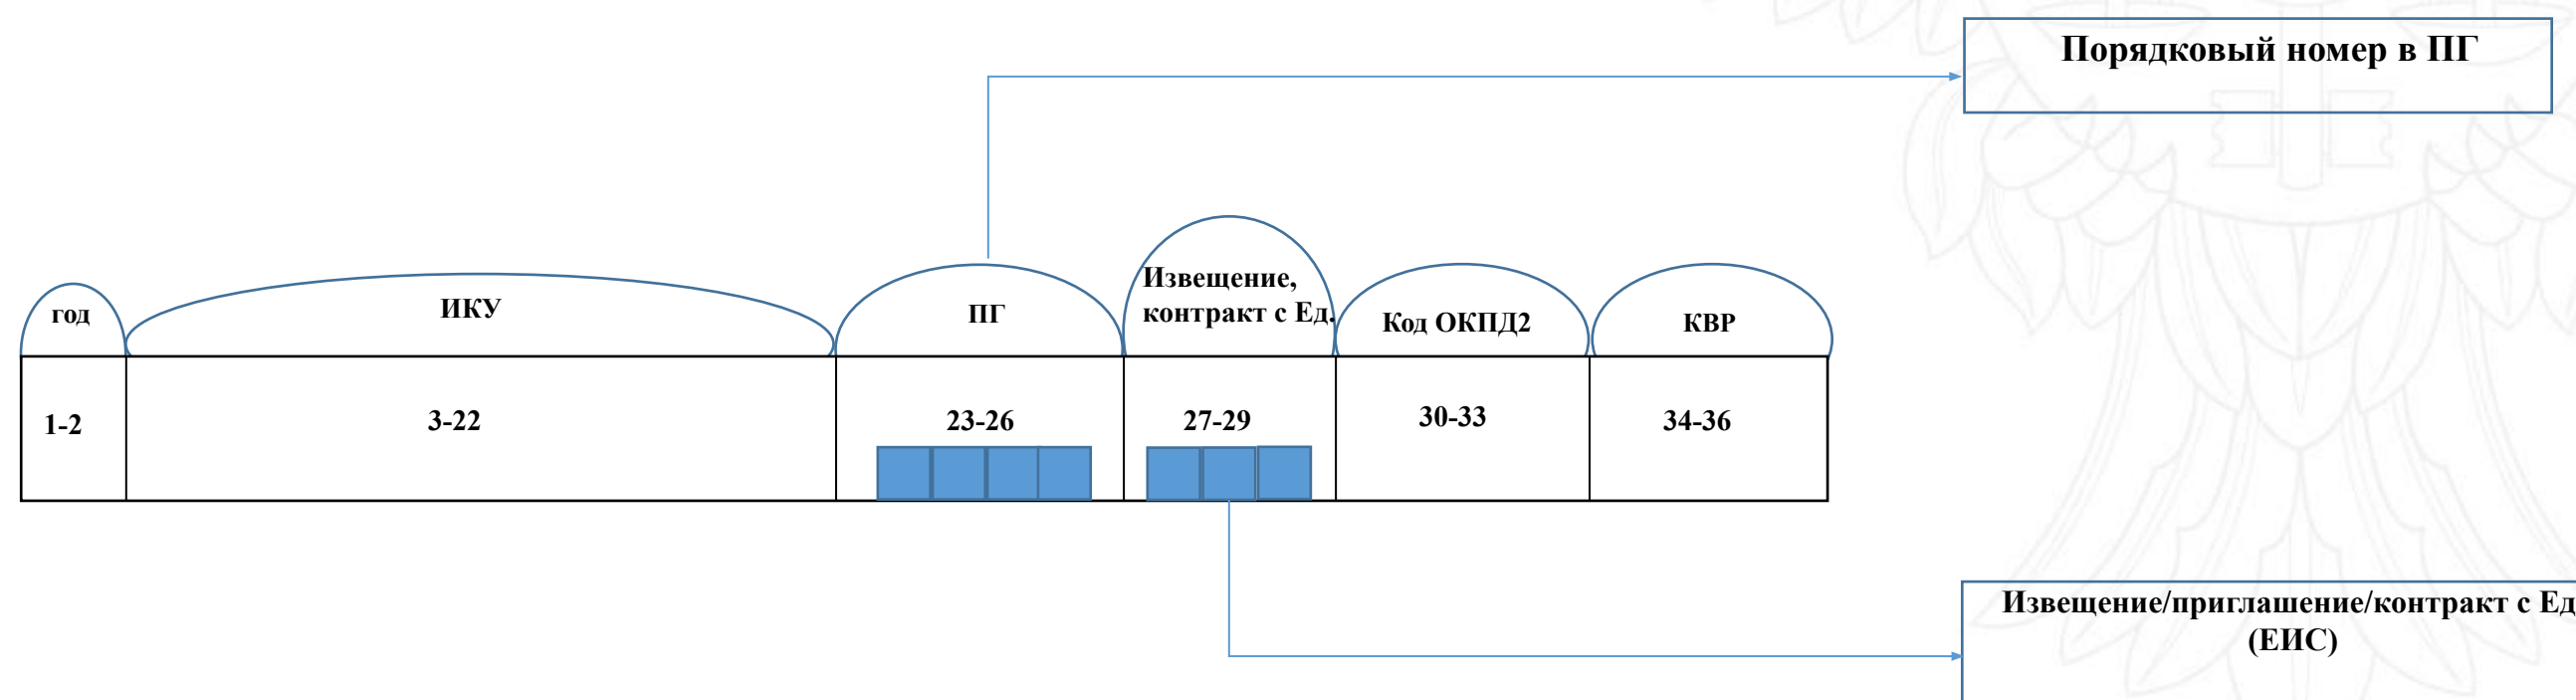 Порядковый номер в ПГ
год
ИКУ
ПГ
Извещение,
контракт с Ед.
Код ОКПД2
КВР
1-2
3-22
23-26
27-29
30-33
34-36
Извещение/приглашение/контракт с Ед
(ЕИС)